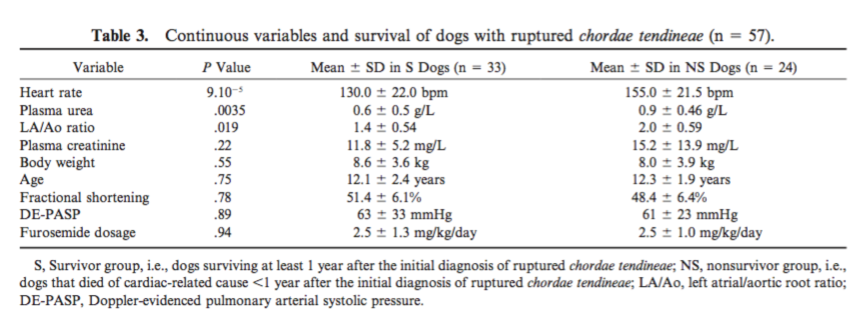 Table 3. Continuous variables and survival of dogs with ruptured chordae tendineae (n = 57).
Variable P Value Mean ± SD in S Dogs (n = 33) Mean ± SD in NS Dogs (n = 24)
Heart rate 9.10⁻⁵ 130.0 ± 22.0 bpm 155.0 ± 21.5 bpm
Plasma urea .0035 0.6 ± 0.5 g/L 0.9 ± 0.46 g/L
LA/Ao ratio .019 1.4 ± 0.54 2.0 ± 0.59
Plasma creatinine .22 11.8 ± 5.2 mg/L 15.2 ± 13.9 mg/L
Body weight .55 8.6 ± 3.6 kg 8.0 ± 3.9 kg
Age .75 12.1 ± 2.4 years 12.3 ± 1.9 years
Fractional shortening .78 51.4 ± 6.1% 48.4 ± 6.4%
DE-PASP .89 63 ± 33 mmHg 61 ± 23 mmHg
Furosemide dosage .94 2.5 ± 1.3 mg/kg/day 2.5 ± 1.0 mg/kg/day
S, Survivor group, i.e., dogs surviving at least 1 year after the initial diagnosis of ruptured chordae tendineae; NS, nonsurvivor group, i.e.,
dogs that died of cardiac-related cause <1 year after the initial diagnosis of ruptured chordae tendineae; LA/Ao, left atrial/aortic root ratio;
DE-PASP, Doppler-evidenced pulmonary arterial systolic pressure.